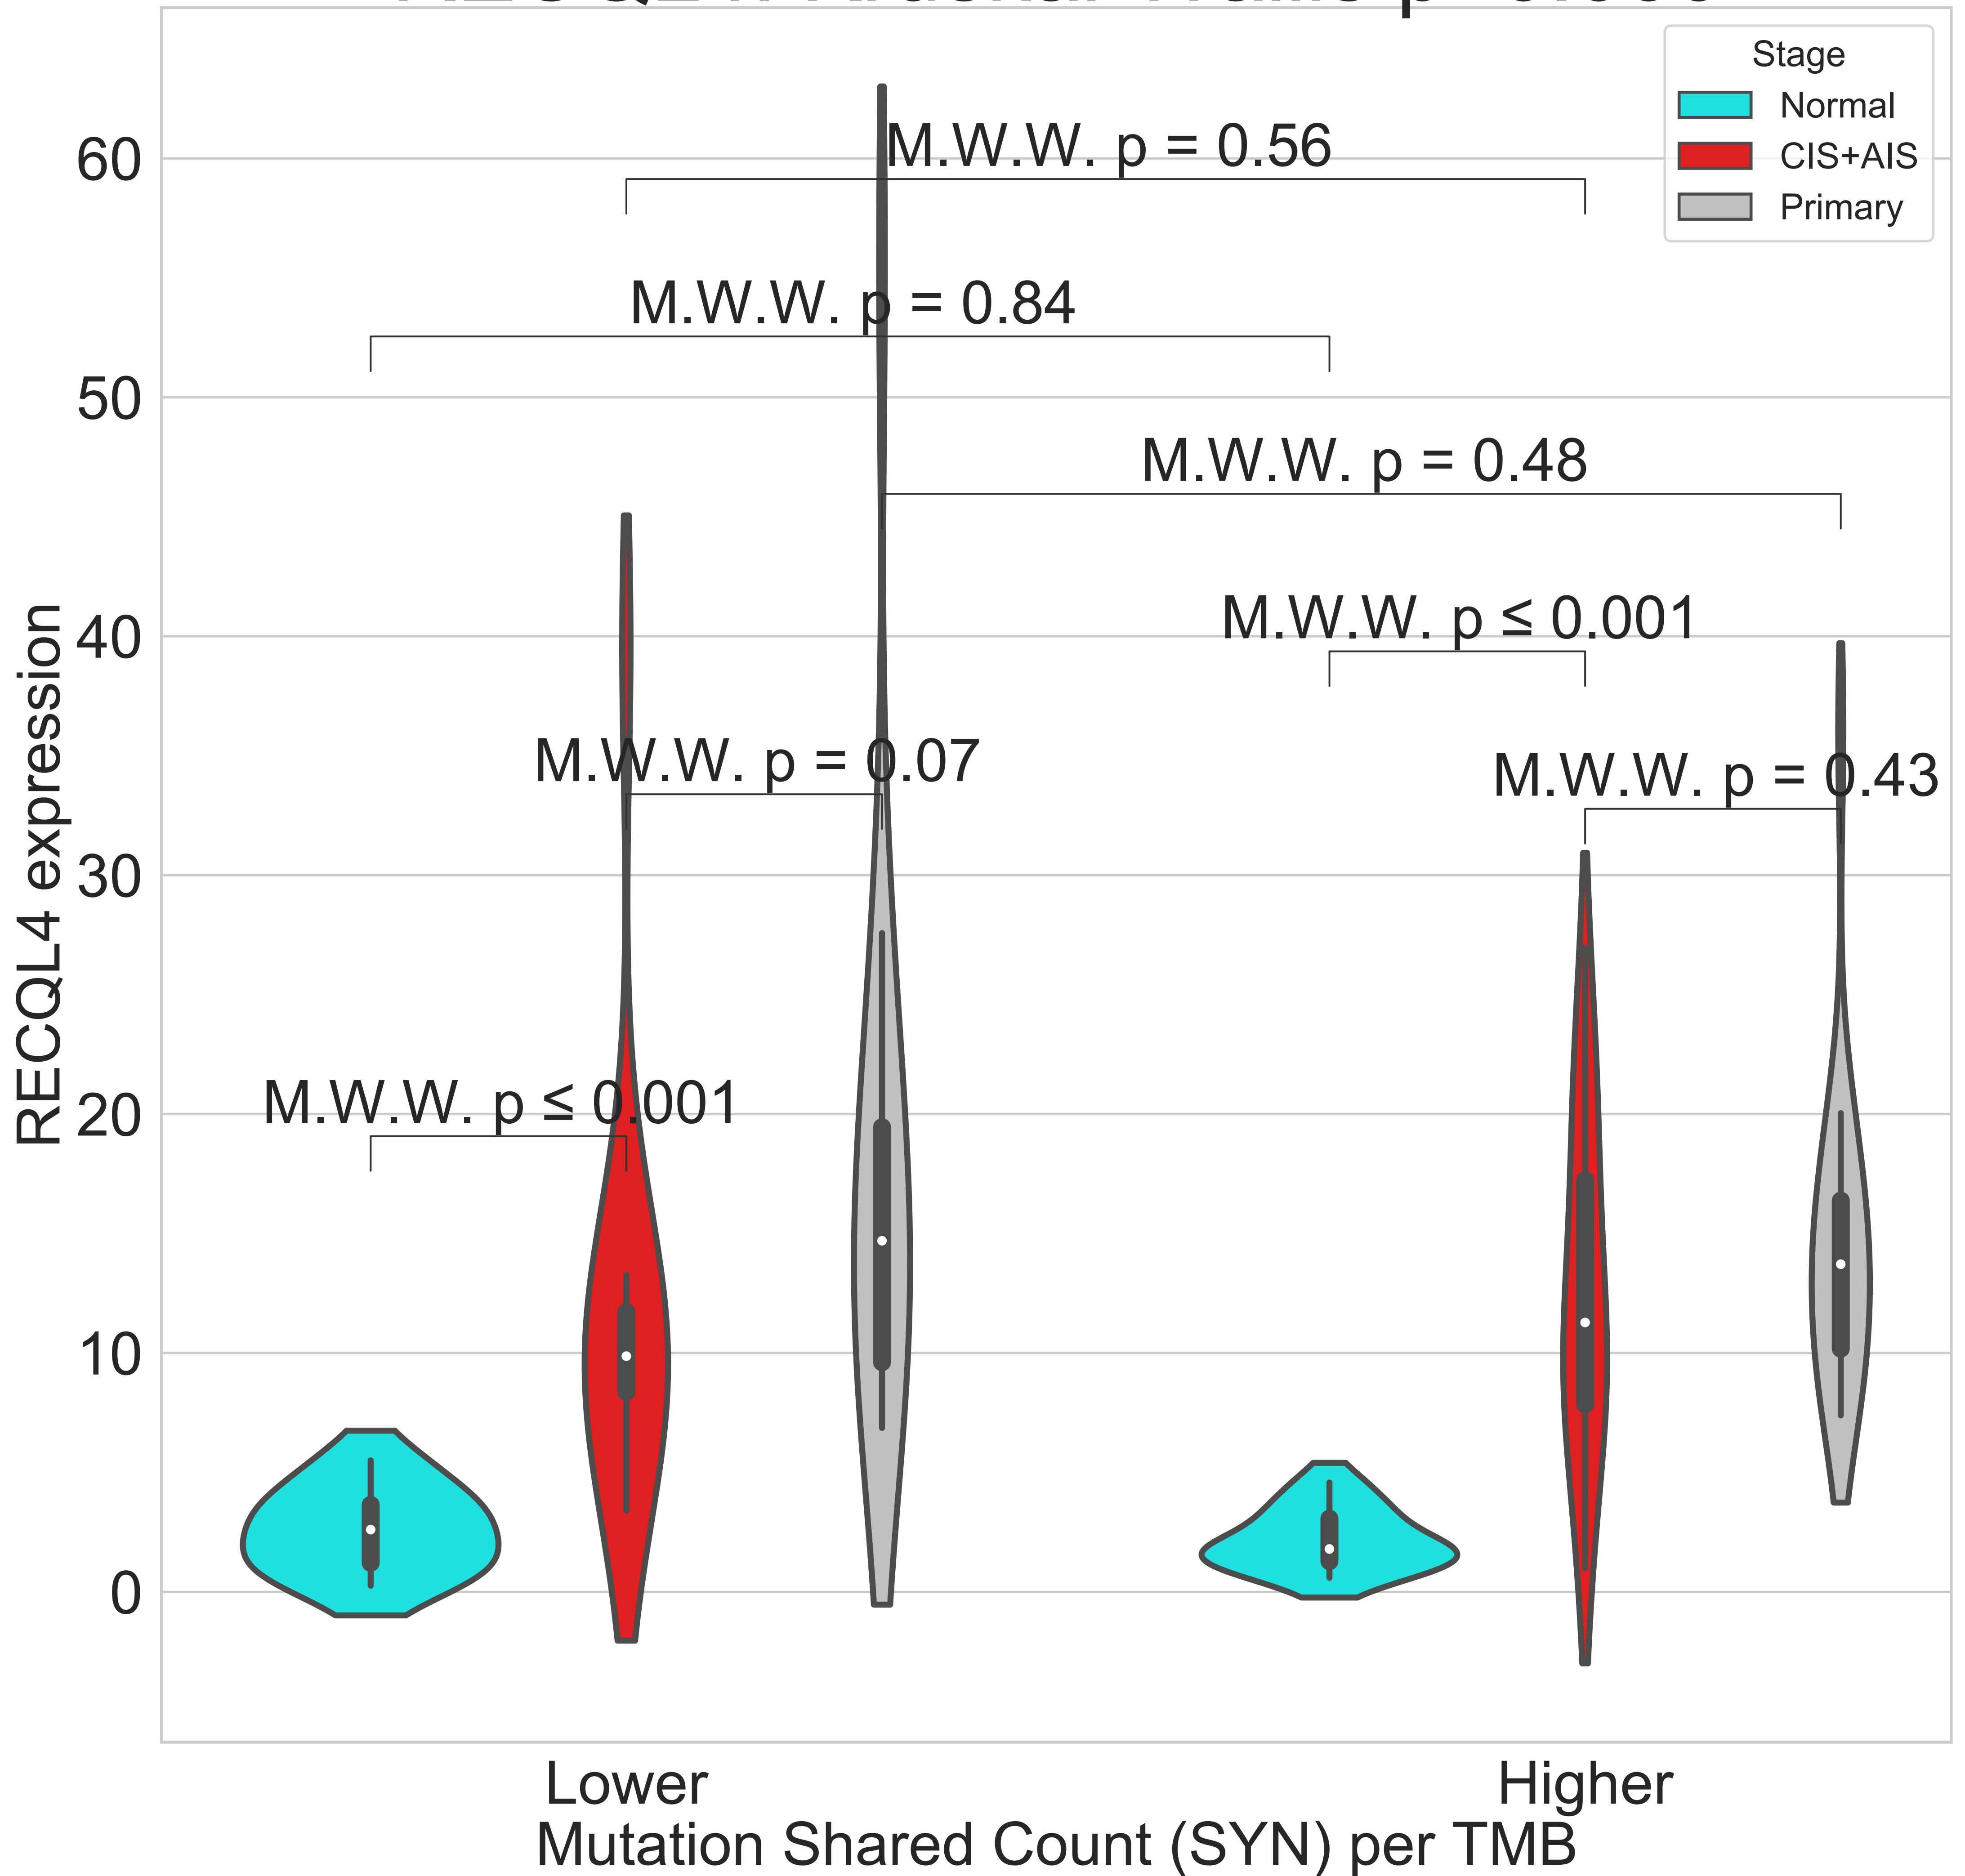 Stage
Normal
CIS+AIS
Primary
M.W.W. p = 0.56
M.W.W. p = 0.84
M.W.W. p = 0.48
M.W.W. p ≤ 0.001
M.W.W. p = 0.07
M.W.W. p = 0.43
M.W.W. p ≤ 0.001
RECQL4 expression
60
50
40
30
20
10
0
Lower
Higher
Mutation Shared Count (SYN) per TMB